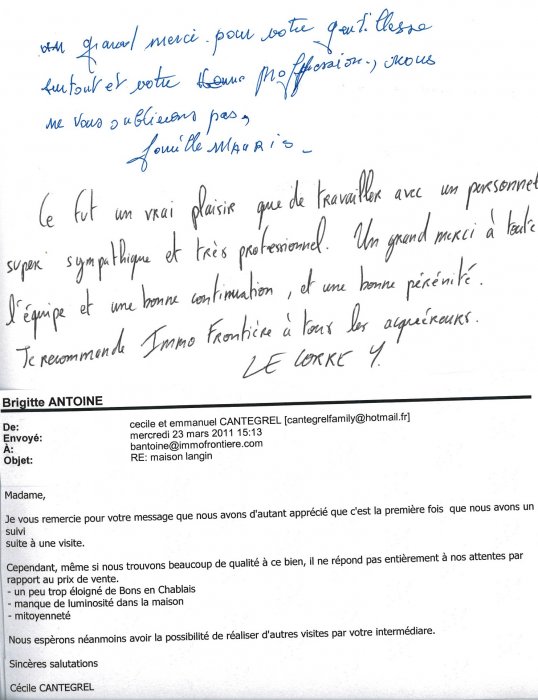 un grand merci pour votre gentillesse
surtout et votre Proffession, nous
ne vous oublierons pas,
famille MAURIS -
Ce fut un vrai plaisir que de travailler avec un personnel
super sympathique et très professionnel. Un grand merci à toute
l'équipe et une bonne continuation, et une bonne pérénité.
Je recommande Immo Frontière à tous les acquéreurs.
LE CORRE Y.
Brigitte ANTOINE
De: cecile et emmanuel CANTEGREL [cantegrelfamily@hotmail.fr]
Envoyé: mercredi 23 mars 2011 15:13
À: bantoine@immofrontiere.com
Objet: RE: maison langin
Madame,
Je vous remercie pour votre message que nous avons d'autant apprécié que c'est la première fois que nous avons un
suivi
suite à une visite.
Cependant, même si nous trouvons beaucoup de qualité à ce bien, il ne répond pas entièrement à nos attentes par
rapport au prix de vente.
- un peu trop éloigné de Bons en Chablais
- manque de luminosité dans la maison
- mitoyenneté
Nous espèrons néanmoins avoir la possibilité de réaliser d'autres visites par votre intermédiare.
Sincères salutations
Cécile CANTEGREL